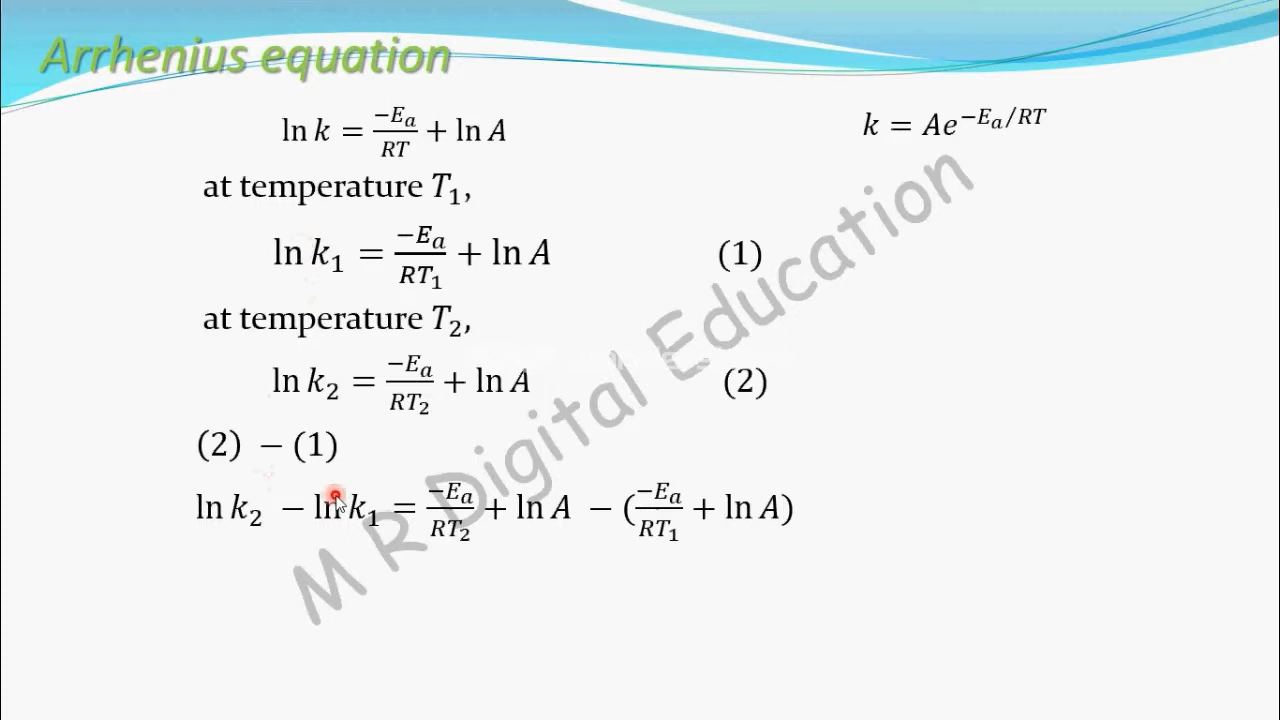 Arrhenius equation
ln k = −Eₐ/RT + ln A
k = Ae^(−Eₐ/RT)
at temperature T₁,
ln k₁ = −Eₐ/RT₁ + ln A (1)
at temperature T₂,
ln k₂ = −Eₐ/RT₂ + ln A (2)
(2) − (1)
ln k₂ − ln k₁ = −Eₐ/RT₂ + ln A − (−Eₐ/RT₁ + ln A)
M R Digital Education